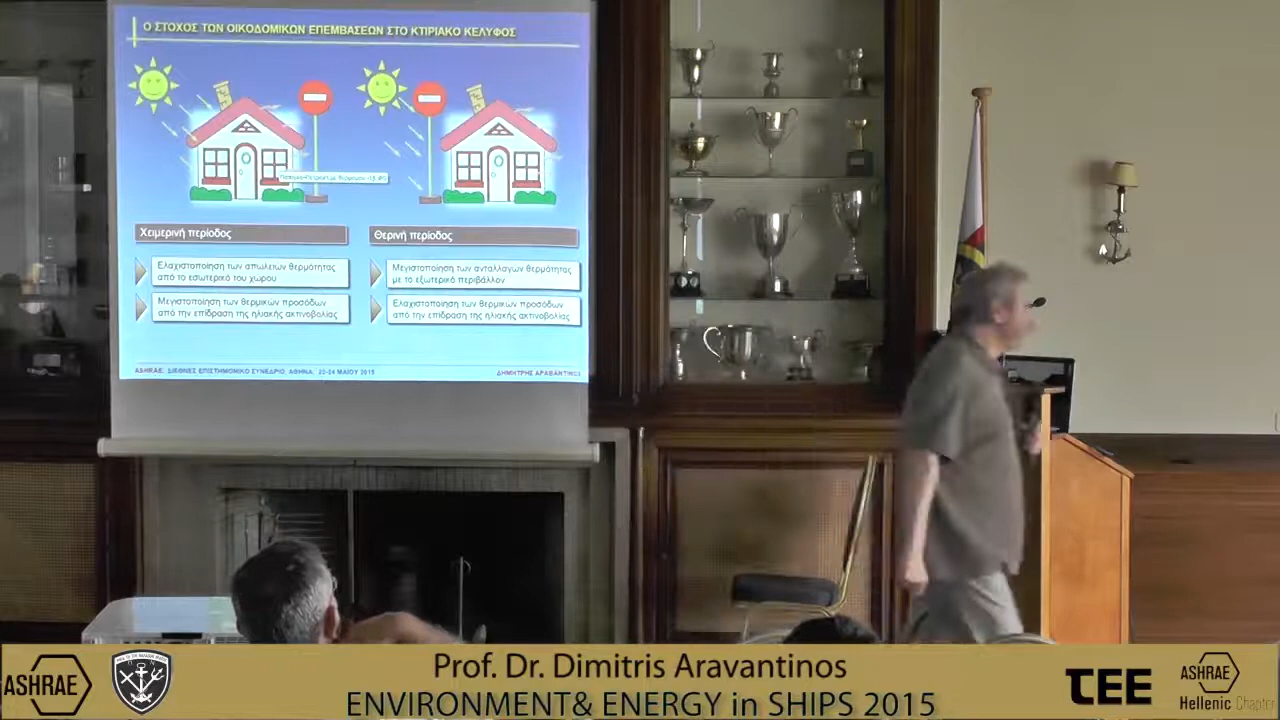 Ο ΣΤΟΧΟΣ ΤΩΝ ΟΙΚΟΔΟΜΙΚΩΝ ΕΠΕΜΒΑΣΕΩΝ ΣΤΟ ΚΤΙΡΙΑΚΟ ΚΕΛΥΦΟΣ
Χειμερινή περίοδος
Ελαχιστοποίηση των απωλειών θερμότητας
από το εσωτερικό του χώρου
Μεγιστοποίηση των θερμικών προσόδων
από την επίδραση της ηλιακής ακτινοβολίας
Θερινή περίοδος
Μεγιστοποίηση των ανταλλαγών θερμότητας
με το εξωτερικό περιβάλλον
Ελαχιστοποίηση των θερμικών προσόδων
από την επίδραση της ηλιακής ακτινοβολίας
ASHRAE: ΔΙΕΘΝΕΣ ΕΠΙΣΤΗΜΟΝΙΚΟ ΣΥΝΕΔΡΙΟ, ΑΘΗΝΑ, 22-24 ΜΑΪΟΥ 2015
ΔΗΜΗΤΡΗΣ ΑΡΑΒΑΝΤΙΝΟΣ
ASHRAE
Prof. Dr. Dimitris Aravantinos
ENVIRONMENT& ENERGY in SHIPS 2015
TEE
ASHRAE
Hellenic Chapter